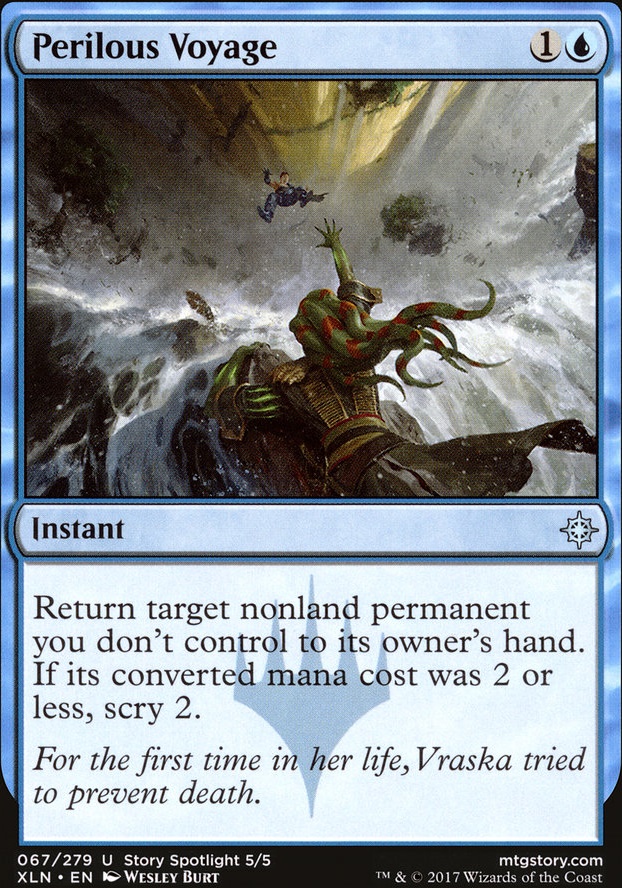 Perilous Voyage 1
Instant
Return target nonland permanent
you don't control to its owner's hand.
If its converted mana cost was 2 or
less, scry 2.
For the first time in her life, Vraska tried
to prevent death.
067/279 U Story Spotlight 5/5 mtgstory.com
XLN • EN Wesley Burt ™ & © 2017 Wizards of the Coast